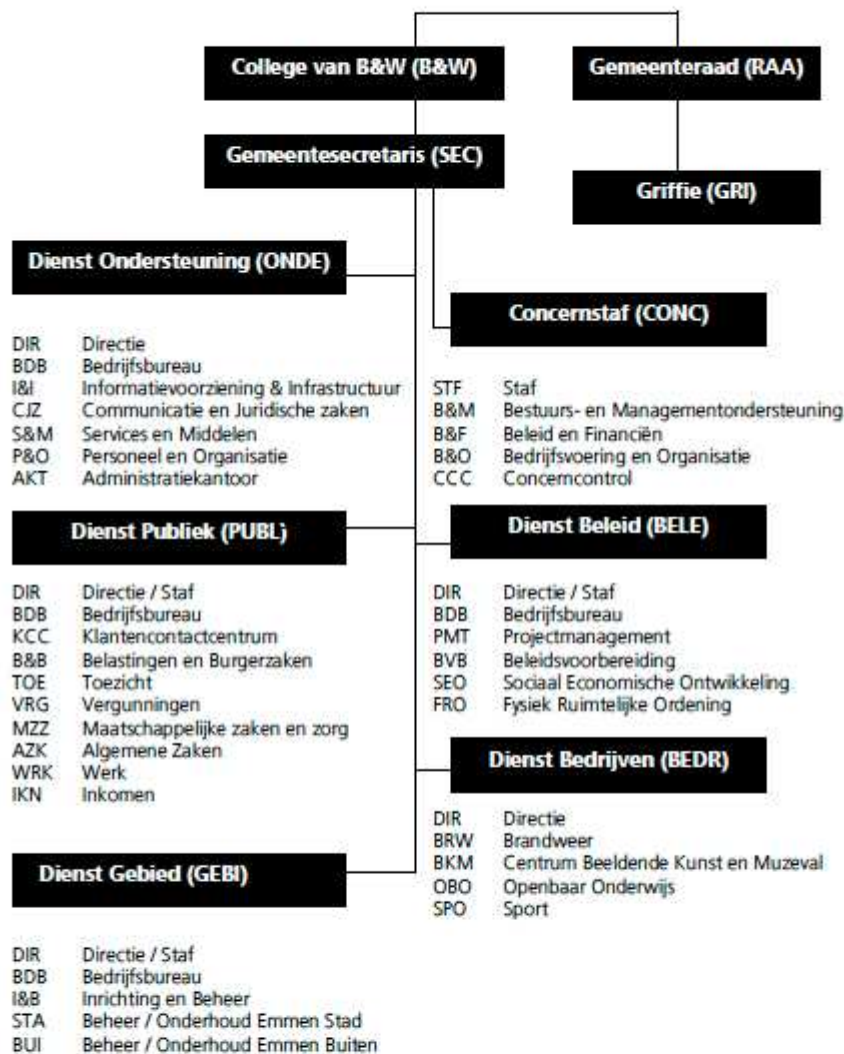 College van B&W (B&W)
Gemeenteraad (RAA)
Gemeentesecretaris (SEC)
Griffie (GRI)
Dienst Ondersteuning (ONDE)
DIR Directie
BDB Bedrijfsbureau
I&I Informatievoorziening & Infrastructuur
CJZ Communicatie en Juridische zaken
S&M Services en Middelen
P&O Personeel en Organisatie
AKT Administratiekantoor
Concernstaf (CONC)
STF Staf
B&M Bestuurs- en Managementondersteuning
B&F Beleid en Financiën
B&O Bedrijfsvoering en Organisatie
CCC Concerncontrol
Dienst Publiek (PUBL)
DIR Directie / Staf
BDB Bedrijfsbureau
KCC Klantencontactcentrum
B&B Belastingen en Burgerzaken
TOE Toezicht
VRG Vergunningen
MZZ Maatschappelijke zaken en zorg
AZK Algemene Zaken
WRK Werk
IKN Inkomen
Dienst Beleid (BELE)
DIR Directie / Staf
BDB Bedrijfsbureau
PMT Projectmanagement
BVB Beleidsvoorbereiding
SEO Sociaal Economische Ontwikkeling
FRO Fysiek Ruimtelijke Ordening
Dienst Bedrijven (BEDR)
DIR Directie
BRW Brandweer
BKM Centrum Beeldende Kunst en Muzeval
OBO Openbaar Onderwijs
SPO Sport
Dienst Gebied (GEBI)
DIR Directie / Staf
BDB Bedrijfsbureau
I&B Inrichting en Beheer
STA Beheer / Onderhoud Emmen Stad
BUI Beheer / Onderhoud Emmen Buiten